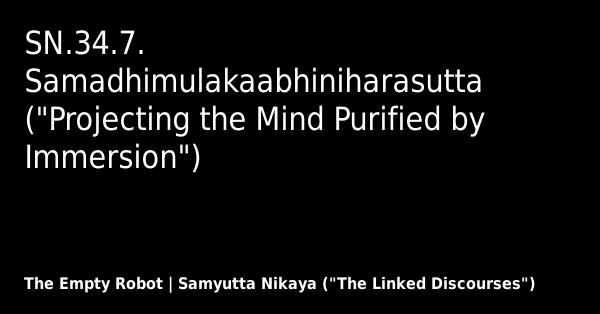 SN.34.7.
Samadhimulakaabhiniharasutta
("Projecting the Mind Purified by
Immersion")
The Empty Robot | Samyutta Nikaya ("The Linked Discourses")